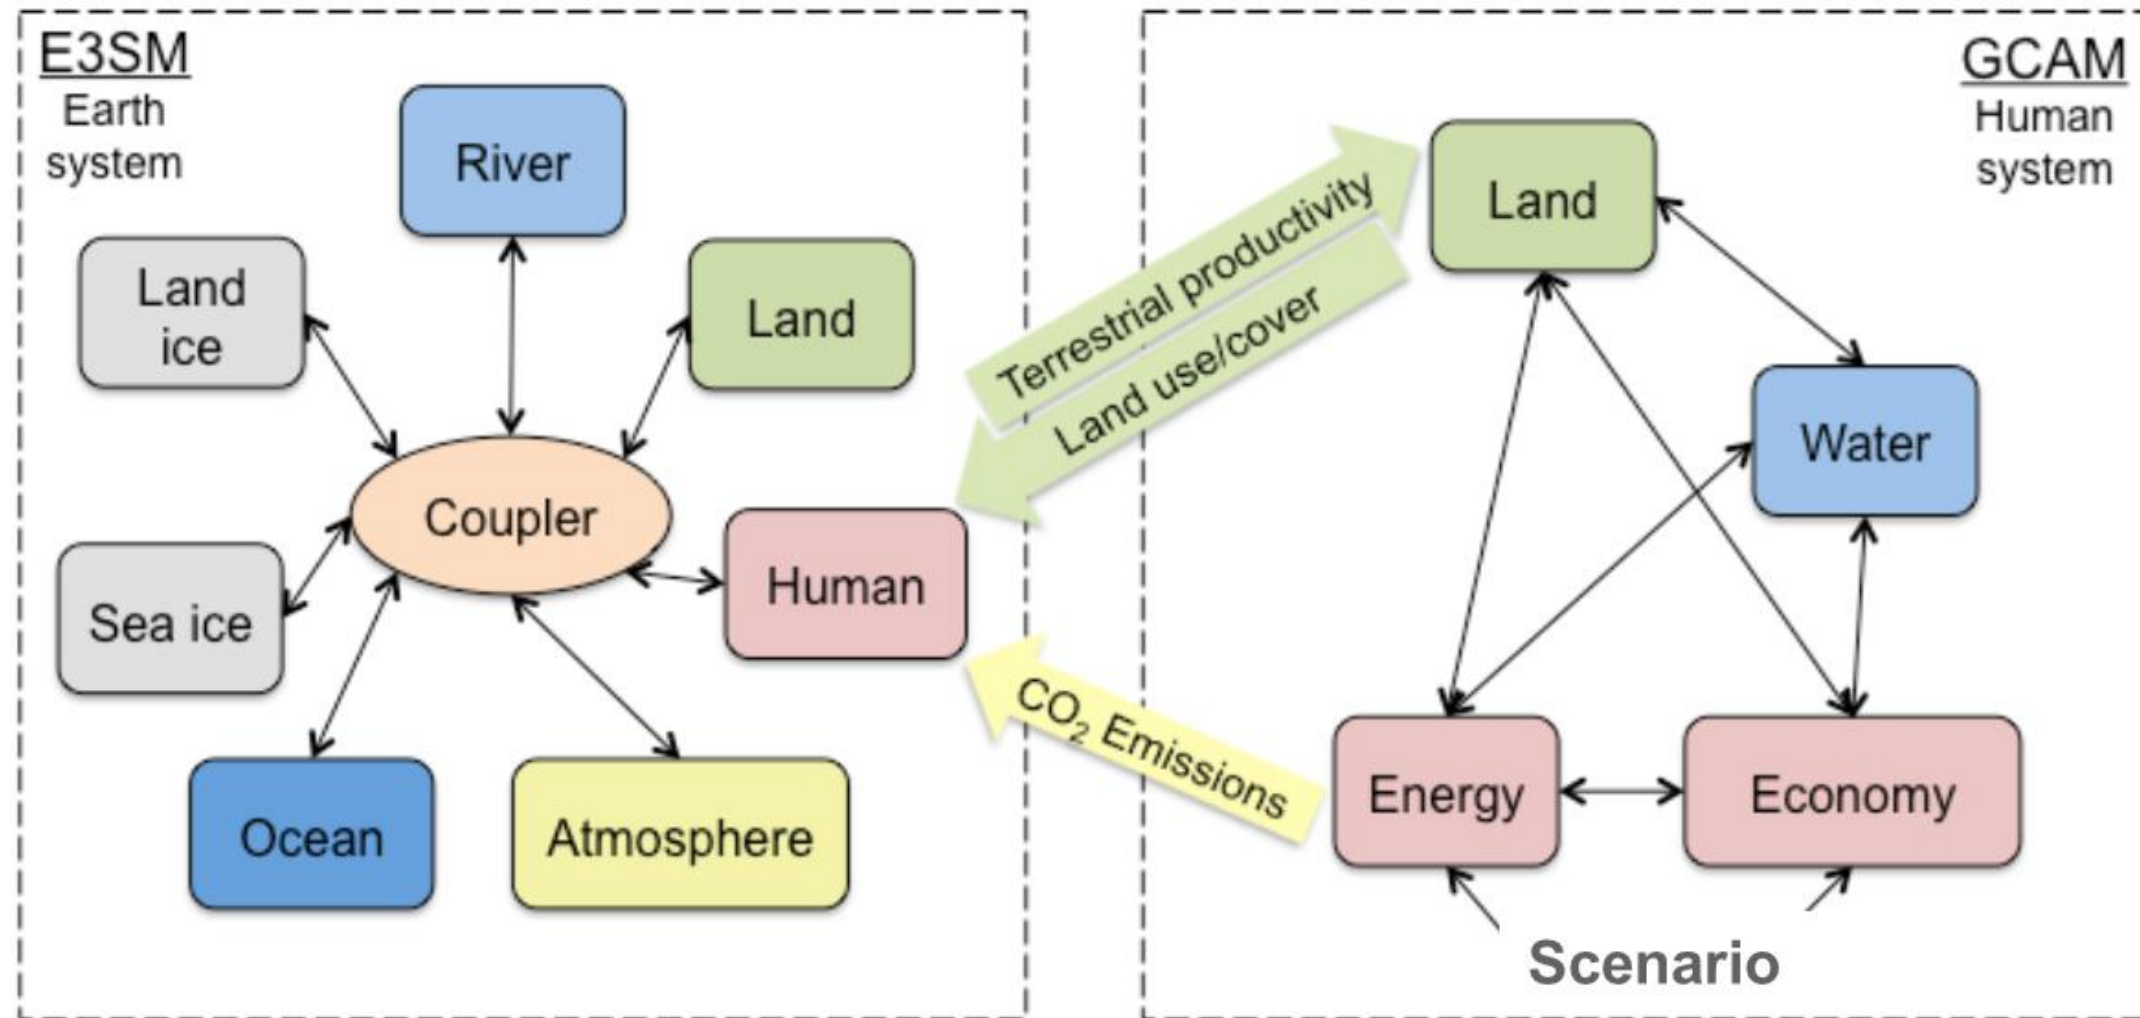 E3SM
Earth
system
River
Land
ice
Land
Coupler
Sea ice
Human
Ocean
Atmosphere
Terrestrial productivity
Land use/cover
CO₂ Emissions
GCAM
Human
system
Land
Water
Energy
Economy
Scenario